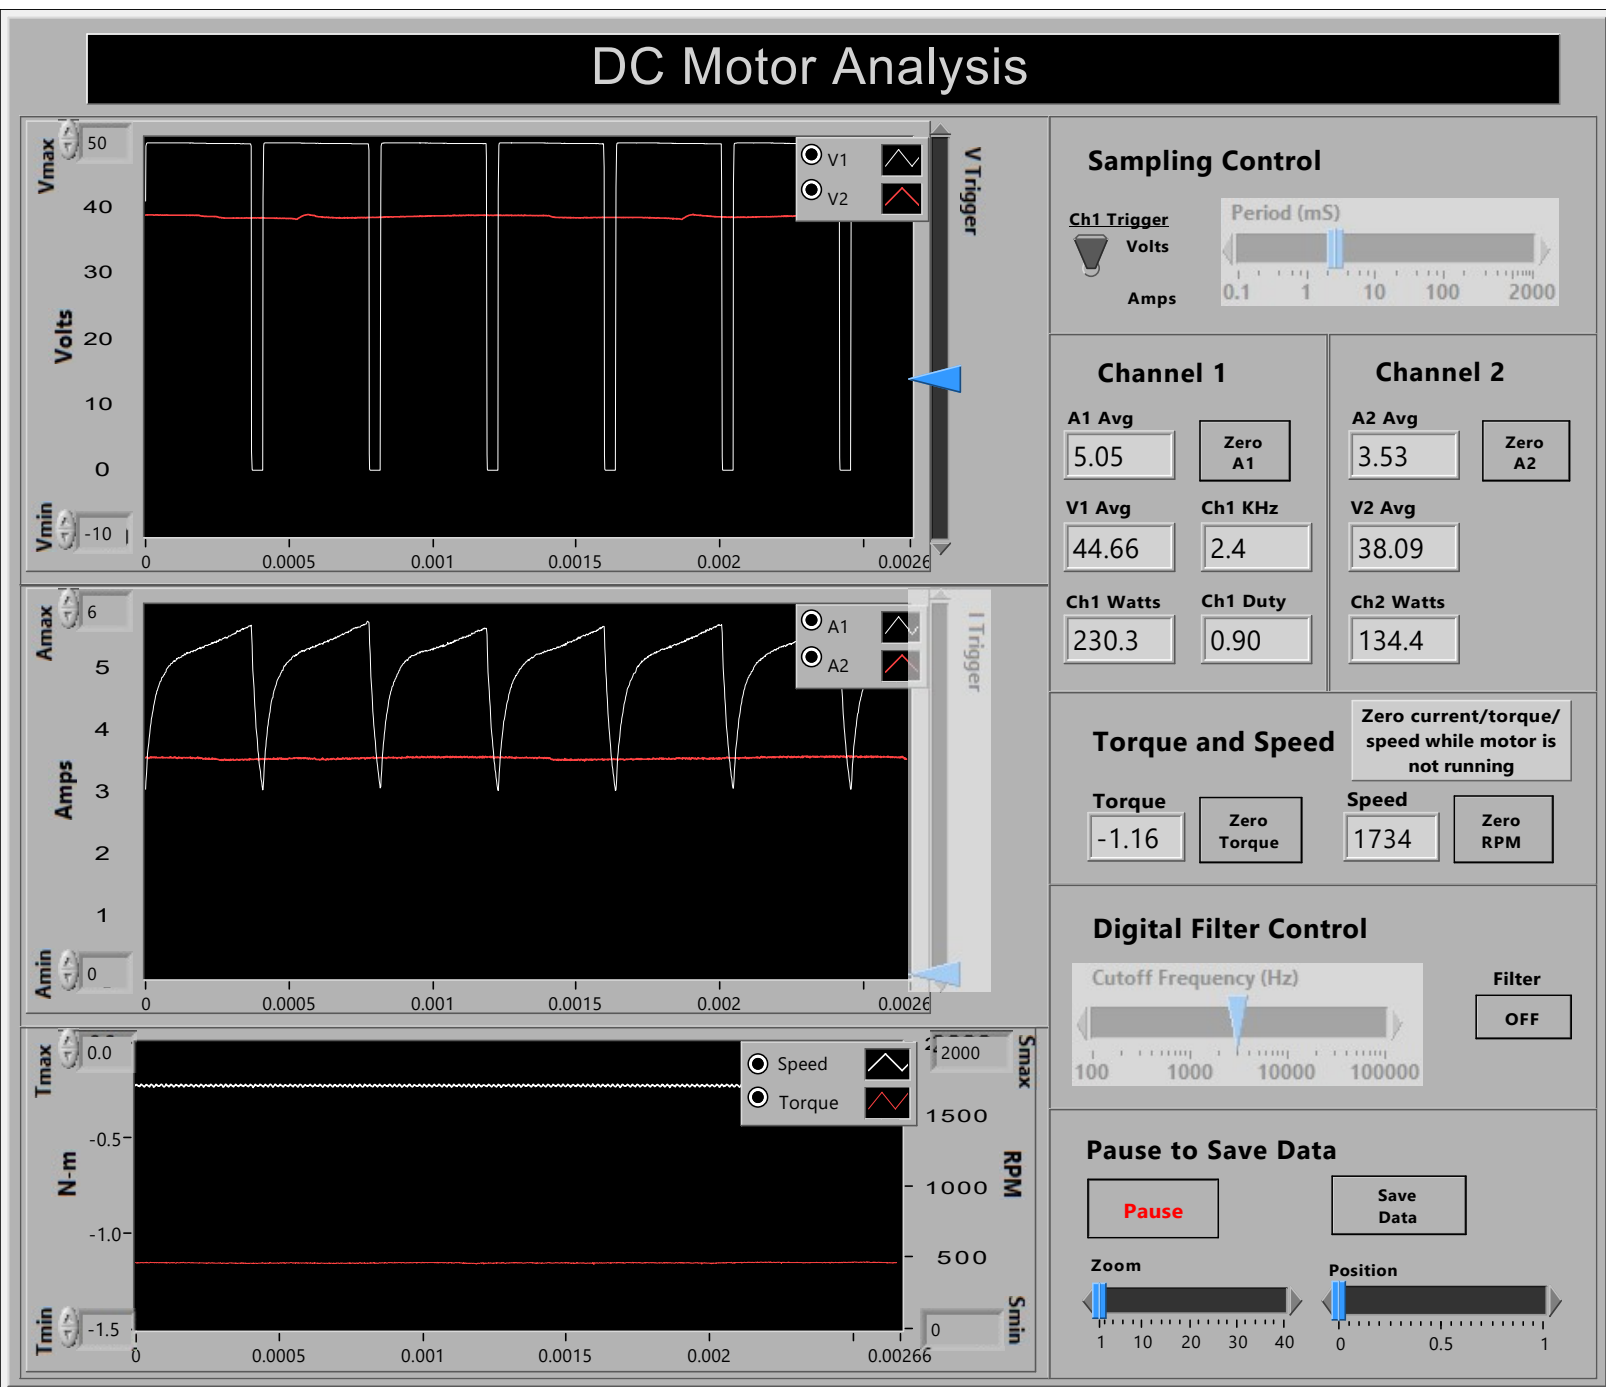 DC Motor Analysis
Vmax
50
40
30
Volts
20
10
0
Vmin
-10
0
0.0005
0.001
0.0015
0.002
0.0026
V1
V2
V Trigger
Amax
6
5
4
Amps
3
2
1
Amin
0
0
0.0005
0.001
0.0015
0.002
0.0026
A1
A2
I Trigger
Tmax
0.0
-0.5
N-m
-1.0
Tmin
-1.5
0
0.0005
0.001
0.0015
0.002
0.00266
Speed
Torque
2000
Smax
1500
1000
RPM
500
Smin
0
Sampling Control
Ch1 Trigger
Volts
Amps
Period (mS)
0.1 1 10 100 2000
Channel 1
A1 Avg
5.05
Zero
A1
V1 Avg
44.66
Ch1 KHz
2.4
Ch1 Watts
230.3
Ch1 Duty
0.90
Channel 2
A2 Avg
3.53
Zero
A2
V2 Avg
38.09
Ch2 Watts
134.4
Torque and Speed
Zero current/torque/
speed while motor is
not running
Torque
-1.16
Zero
Torque
Speed
1734
Zero
RPM
Digital Filter Control
Cutoff Frequency (Hz)
100 1000 10000 100000
Filter
OFF
Pause to Save Data
Pause
Save
Data
Zoom
1 10 20 30 40
Position
0 0.5 1